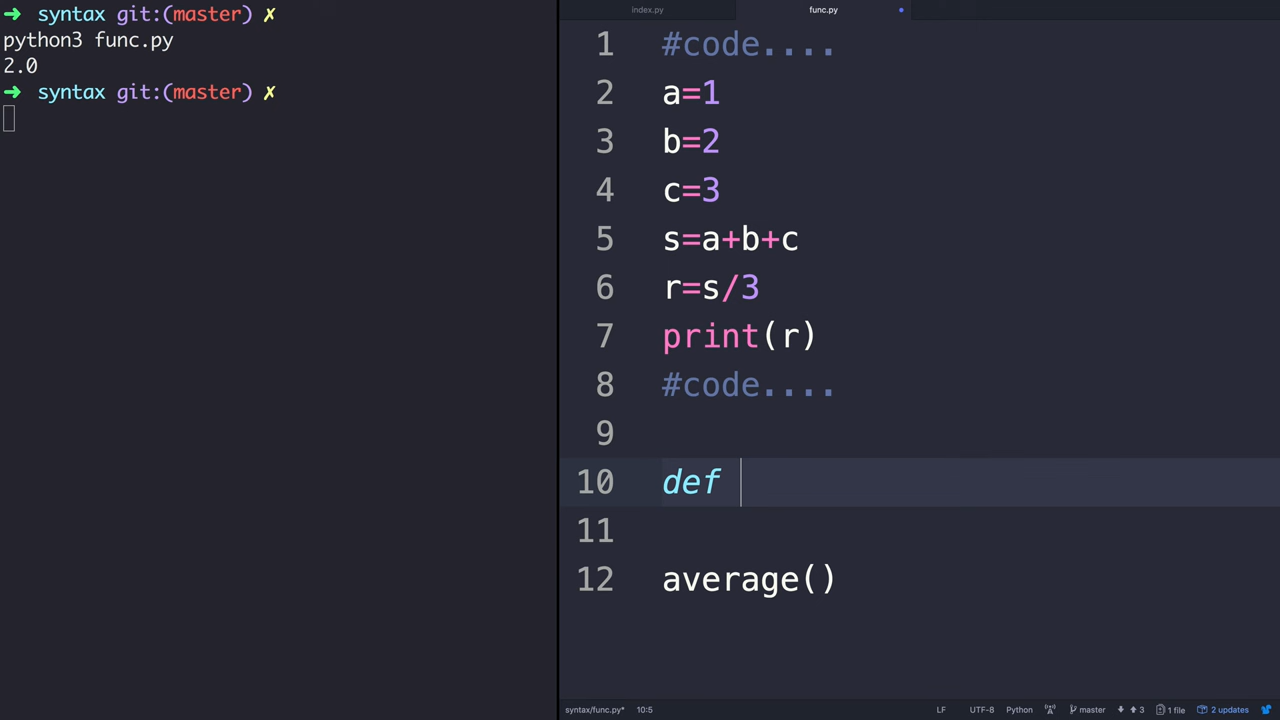 ➜ syntax git:(master) ✗
python3 func.py
2.0
➜ syntax git:(master) ✗
index.py
func.py
1 #code....
2 a=1
3 b=2
4 c=3
5 s=a+b+c
6 r=s/3
7 print(r)
8 #code....
9
10 def
11
12 average()
syntax/func.py* 10:5 LF UTF-8 Python master 3 1 file 2 updates